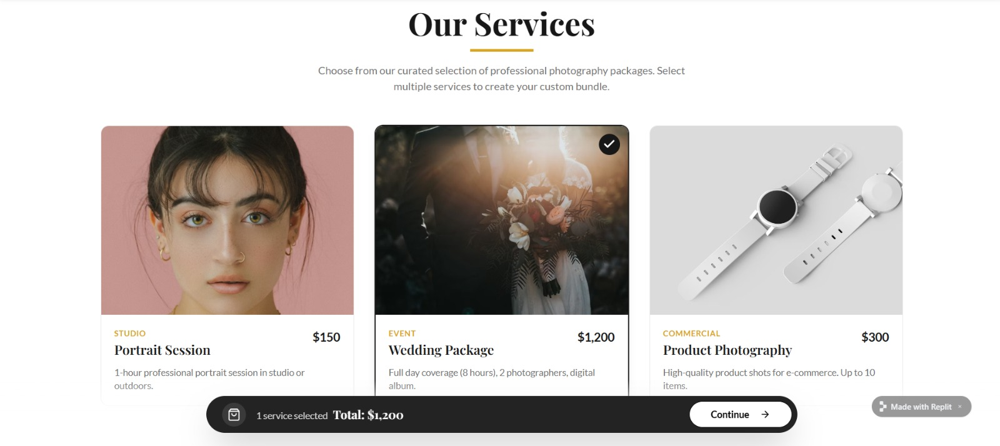 Our Services
Choose from our curated selection of professional photography packages. Select
multiple services to create your custom bundle.
STUDIO
$150
Portrait Session
1-hour professional portrait session in studio or
outdoors.
EVENT
$1,200
Wedding Package
Full day coverage (8 hours), 2 photographers, digital
album.
COMMERCIAL
$300
Product Photography
High-quality product shots for e-commerce. Up to 10
items.
1 service selected Total: $1,200
Continue →
Made with Replit ×